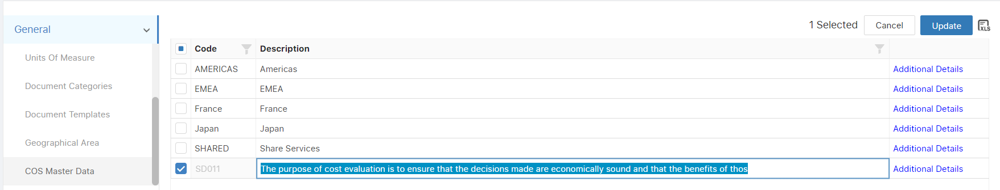 General
1 Selected Cancel Update XLS
Code Description
Units Of Measure
AMERICAS Americas Additional Details
Document Categories
EMEA EMEA Additional Details
France France Additional Details
Document Templates
Japan Japan Additional Details
Geographical Area
SHARED Share Services Additional Details
COS Master Data
SD011 The purpose of cost evaluation is to ensure that the decisions made are economically sound and that the benefits of thos Additional Details